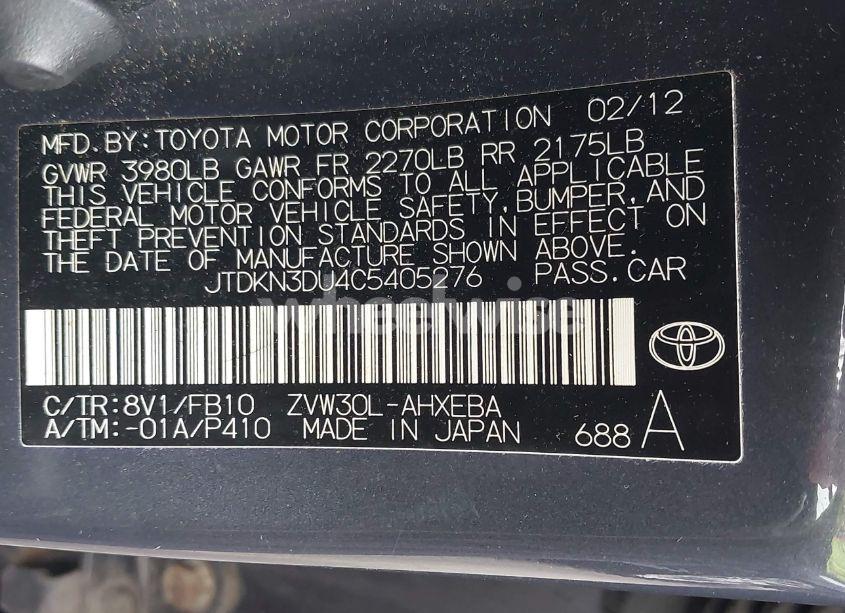 MFD.BY:TOYOTA MOTOR CORPORATION 02/12
GVWR 3980LB GAWR FR 2270LB RR 2175LB
THIS VEHICLE CONFORMS TO ALL APPLICABLE
FEDERAL MOTOR VEHICLE SAFETY,BUMPER,AND
THEFT PREVENTION STANDARDS IN EFFECT ON
THE DATE OF MANUFACTURE SHOWN ABOVE.
JTDKN3DU4C5405276 PASS.CAR
wheelwise
C/TR:8V1/FB10 ZVW30L-AHXEBA
A/TM:-01A/P410 MADE IN JAPAN 688 A